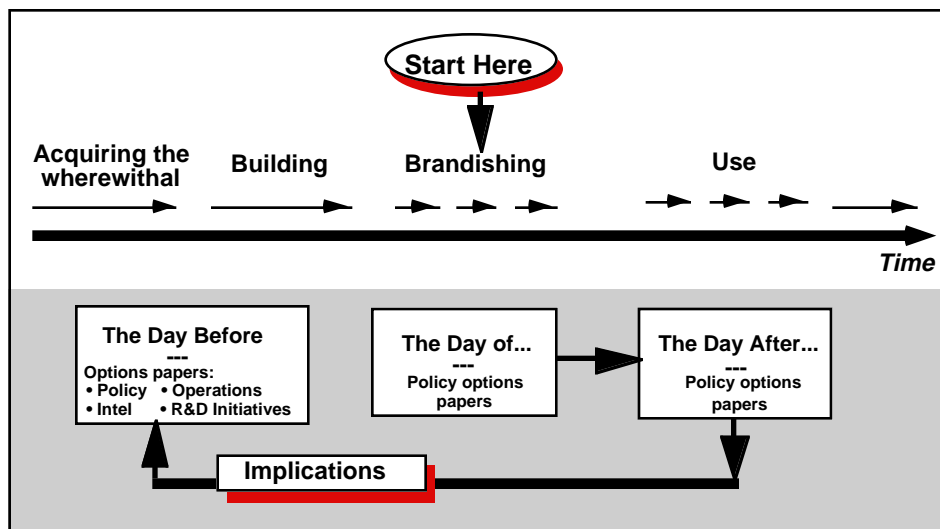 Start Here
Acquiring the
wherewithal
Building
Brandishing
Use
Time
The Day Before
---
Options papers:
• Policy • Operations
• Intel • R&D Initiatives
The Day of...
---
Policy options
papers
The Day After...
---
Policy options
papers
Implications